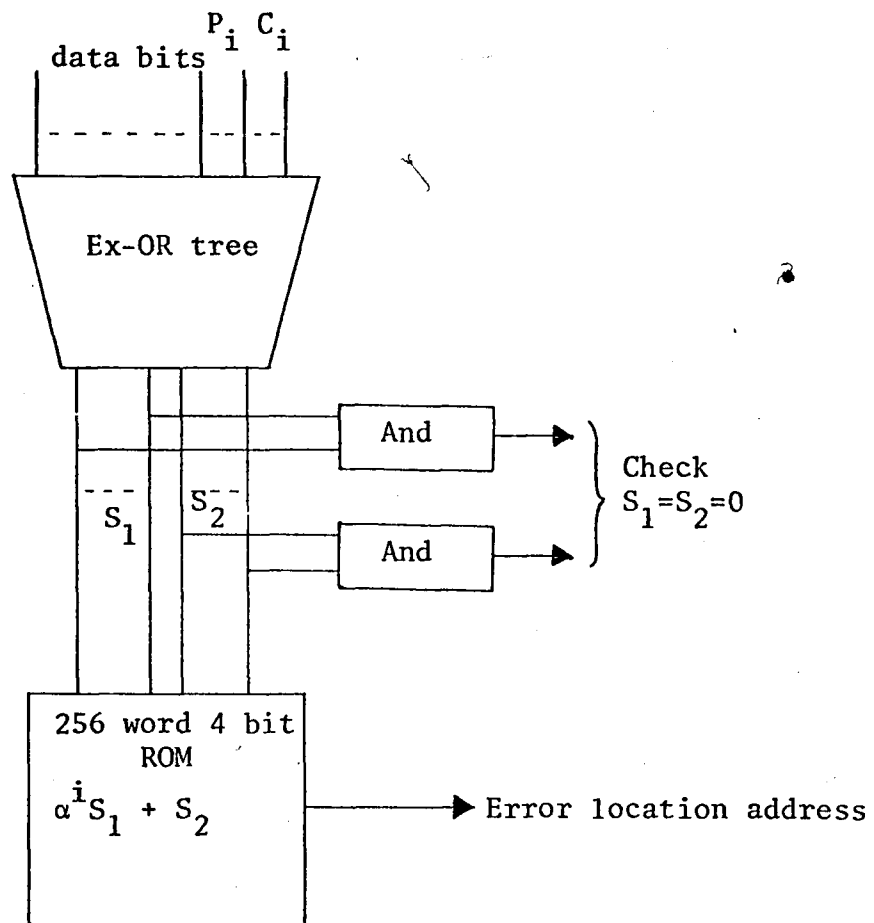 P_i C_i
data bits
Ex-OR tree
And
Check
S_1=S_2=0
S_1
S_2
And
256 word 4 bit
ROM
α^i S_1 + S_2
Error location address